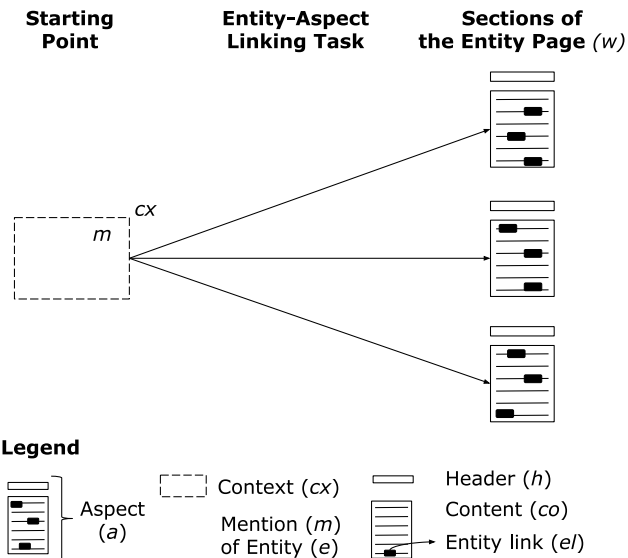 Starting
Point
Entity-Aspect
Linking Task
Sections of
the Entity Page (w)
cx
m
Legend
Aspect
(a)
Context (cx)
Mention (m)
of Entity (e)
Header (h)
Content (co)
Entity link (el)